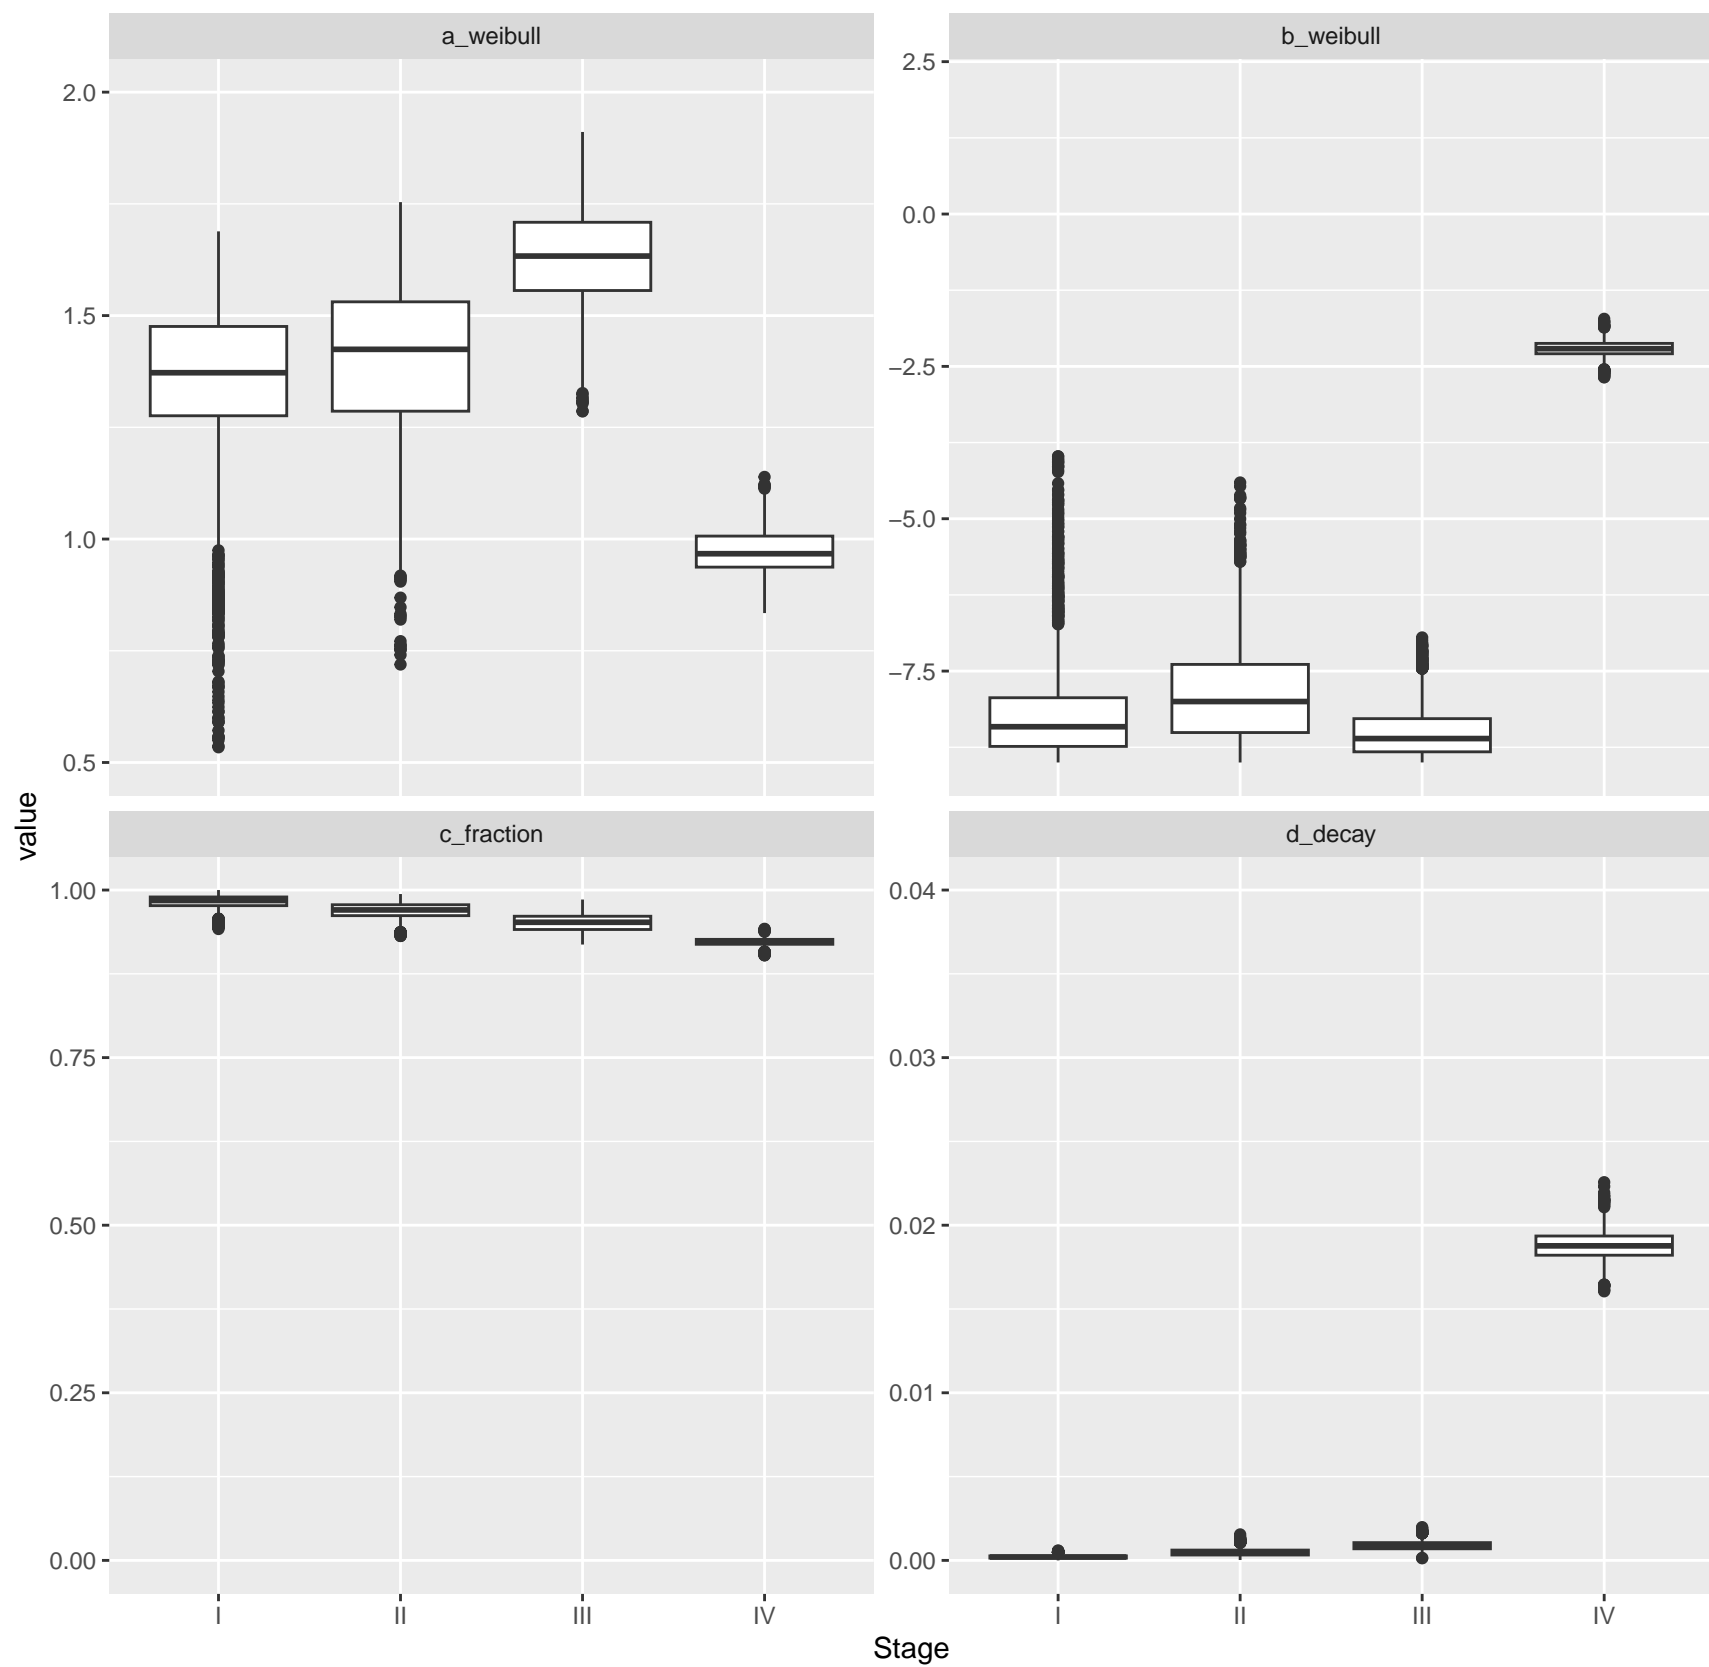 a_weibull
b_weibull
2.0
1.5
1.0
0.5
2.5
0.0
−2.5
−5.0
−7.5
value
c_fraction
d_decay
1.00
0.75
0.50
0.25
0.00
0.04
0.03
0.02
0.01
0.00
I II III IV
I II III IV
Stage